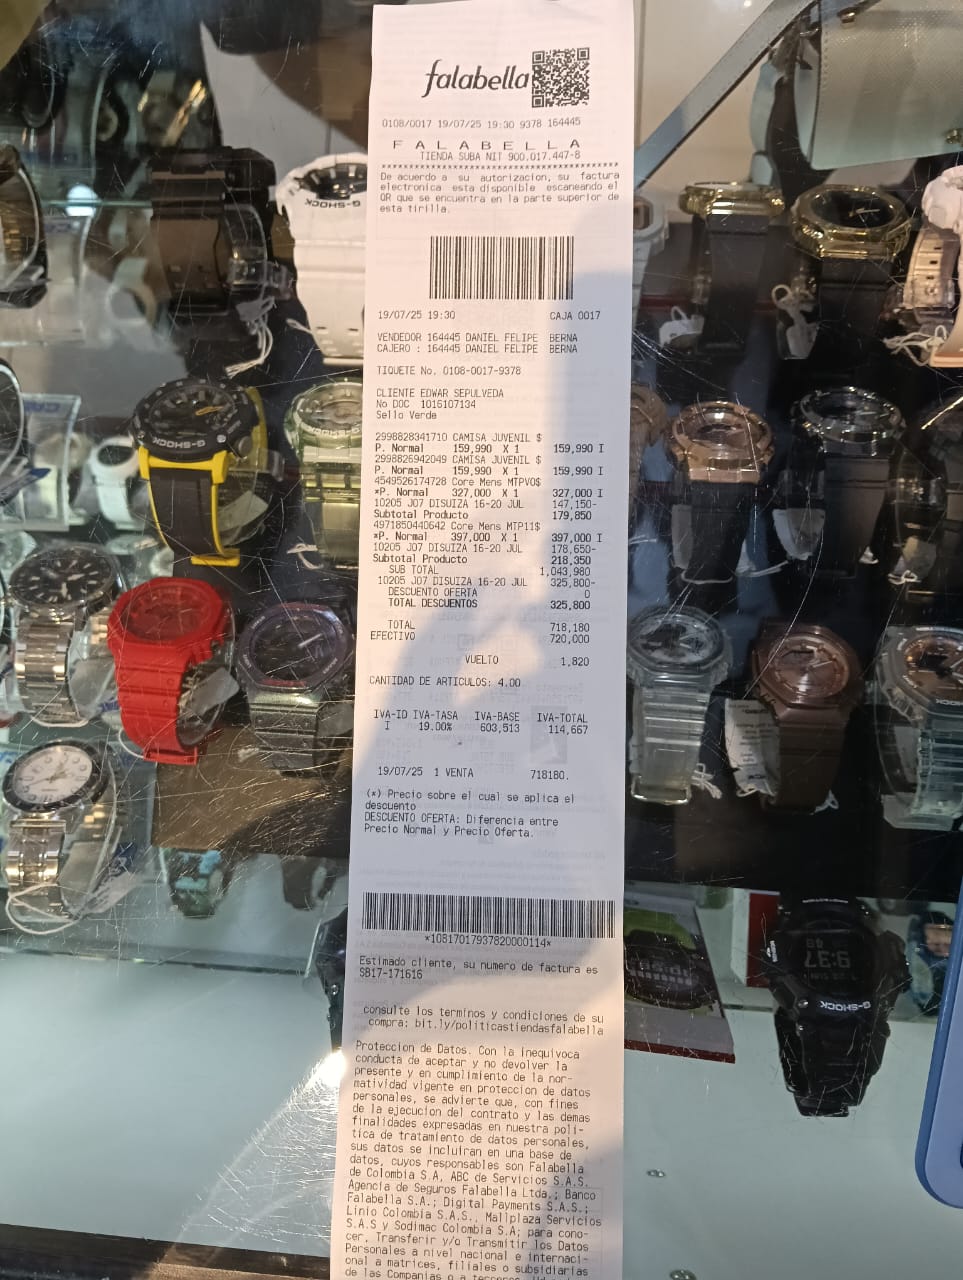 falabella
0108/0017 19/07/25 19:30 9378 164445
F A L A B E L L A
TIENDA SUBA NIT 900.017.447-8
De acuerdo a su autorizacion, su factura
electronica esta disponible escaneando el
QR que se encuentra en la parte superior de
esta tirilla.
19/07/25 19:30 CAJA 0017
VENDEDOR 164445 DANIEL FELIPE BERNA
CAJERO : 164445 DANIEL FELIPE BERNA
TIQUETE No. 0108-0017-9378
CLIENTE EDWAR SEPULVEDA
No DOC 1016107134
Sello Verde
2998828341710 CAMISA JUVENIL $
P. Normal 159,990 X 1 159,990 I
2998826942049 CAMISA JUVENIL $
P. Normal 159,990 X 1 159,990 I
4549526174728 Core Mens MTPVO$
*P. Normal 327,000 X 1 327,000 I
10205 J07 DISUIZA 16-20 JUL 147,150-
Subtotal Producto 179,850
4971850440642 Core Mens MTP11$
*P. Normal 397,000 X 1 397,000 I
10205 J07 DISUIZA 16-20 JUL 178,650-
Subtotal Producto 218,350
SUB TOTAL 1,043,980
10205 J07 DISUIZA 16-20 JUL 325,800-
DESCUENTO OFERTA 0
TOTAL DESCUENTOS 325,800
TOTAL 718,180
EFECTIVO 720,000
VUELTO 1,820
CANTIDAD DE ARTICULOS: 4.00
IVA-ID IVA-TASA IVA-BASE IVA-TOTAL
I 19.00% 603,513 114,667
19/07/25 1 VENTA 718180.
(*) Precio sobre el cual se aplica el
descuento
DESCUENTO OFERTA: Diferencia entre
Precio Normal y Precio Oferta.
*10817017937820000114*
Estimado cliente, su numero de factura es
SB17-171616
consulte los terminos y condiciones de su
compra: bit.ly/politicastiendasfalabella
Proteccion de Datos. Con la inequivoca
conducta de aceptar y no devolver la
presente y en cumplimiento de la nor-
matividad vigente en proteccion de datos
personales, se advierte que, con fines
de la ejecucion del contrato y las demas
finalidades expresadas en nuestra poli-
tica de tratamiento de datos personales,
sus datos se incluiran en una base de
datos, cuyos responsables son Falabella
de Colombia S.A, ABC de Servicios S.A.S.
Agencia de Seguros Falabella Ltda.; Banco
Falabella S.A.; Digital Payments S.A.S.;
Linio Colombia S.A.S., Mallplaza Servicios
S.A.S y Sodimac Colombia S.A; para cono-
cer, Transferir y/o Transmitir los Datos
Personales a nivel nacional e internaci-
onal a matrices, filiales o subsidiarias
de las Companias o a
G-SHOCK
G-SHOCK
G-SHOCK
9:37